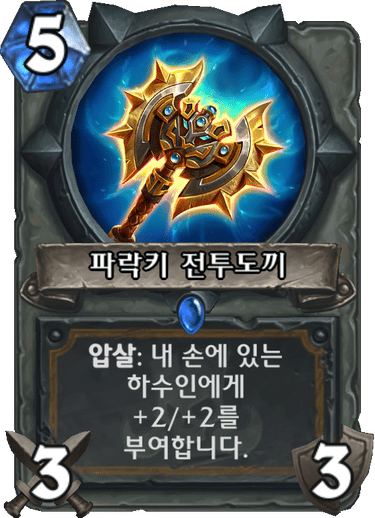 5
파락키 전투도끼
압살: 내 손에 있는
하수인에게
+2/+2를
부여합니다.
3
3